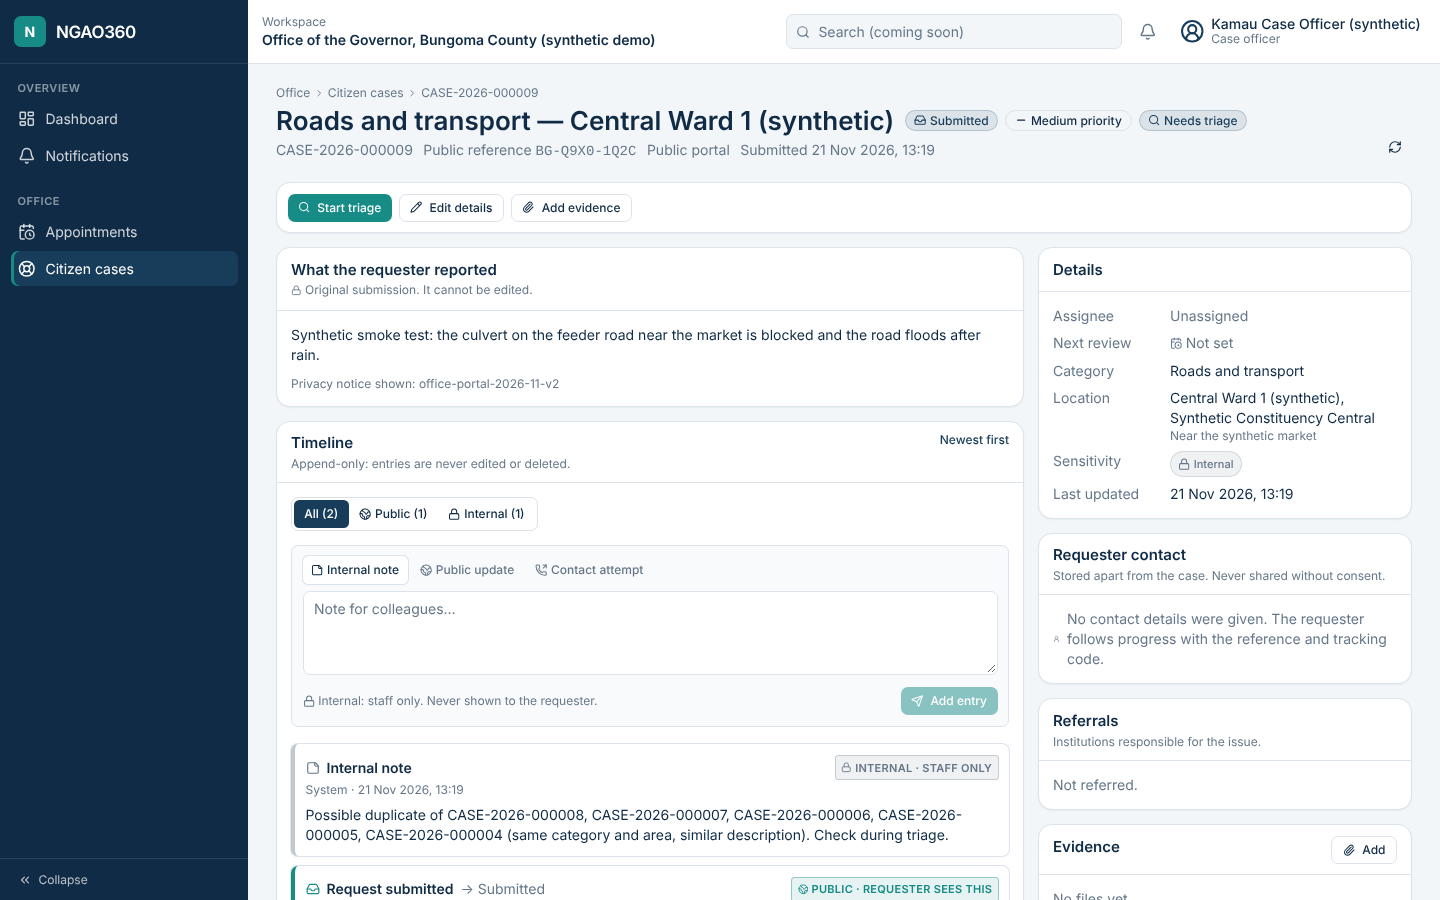 N NGAO360
OVERVIEW
Dashboard
Notifications
OFFICE
Appointments
Citizen cases
Collapse
Workspace
Office of the Governor, Bungoma County (synthetic demo)
Search (coming soon)
Kamau Case Officer (synthetic)
Case officer
Office > Citizen cases > CASE-2026-000009
Roads and transport — Central Ward 1 (synthetic) Submitted Medium priority Needs triage
CASE-2026-000009 Public reference BG-Q9X0-1Q2C Public portal Submitted 21 Nov 2026, 13:19
Start triage Edit details Add evidence
What the requester reported
Original submission. It cannot be edited.
Synthetic smoke test: the culvert on the feeder road near the market is blocked and the road floods after
rain.
Privacy notice shown: office-portal-2026-11-v2
Timeline
Newest first
Append-only: entries are never edited or deleted.
All (2) Public (1) Internal (1)
Internal note Public update Contact attempt
Note for colleagues...
Internal: staff only. Never shown to the requester.
Add entry
Internal note
INTERNAL · STAFF ONLY
System · 21 Nov 2026, 13:19
Possible duplicate of CASE-2026-000008, CASE-2026-000007, CASE-2026-000006, CASE-2026-
000005, CASE-2026-000004 (same category and area, similar description). Check during triage.
Request submitted → Submitted
PUBLIC · REQUESTER SEES THIS
Details
Assignee Unassigned
Next review Not set
Category Roads and transport
Location Central Ward 1 (synthetic),
Synthetic Constituency Central
Near the synthetic market
Sensitivity Internal
Last updated 21 Nov 2026, 13:19
Requester contact
Stored apart from the case. Never shared without consent.
No contact details were given. The requester
follows progress with the reference and tracking
code.
Referrals
Institutions responsible for the issue.
Not referred.
Evidence
Add
No files yet